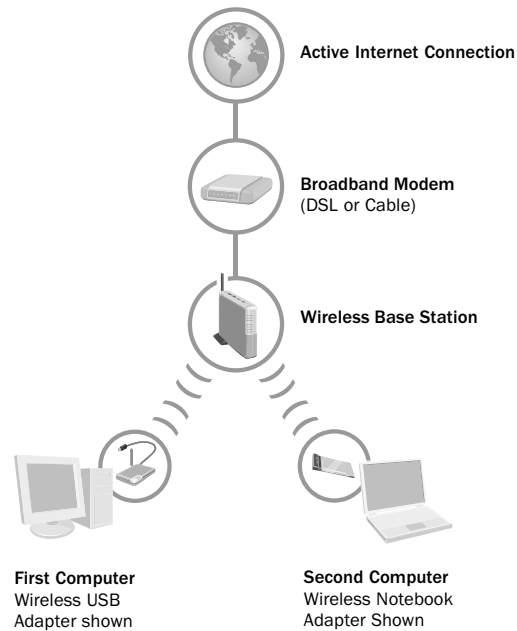 Active Internet Connection
Broadband Modem
(DSL or Cable)
Wireless Base Station
First Computer
Wireless USB
Adapter shown
Second Computer
Wireless Notebook
Adapter Shown